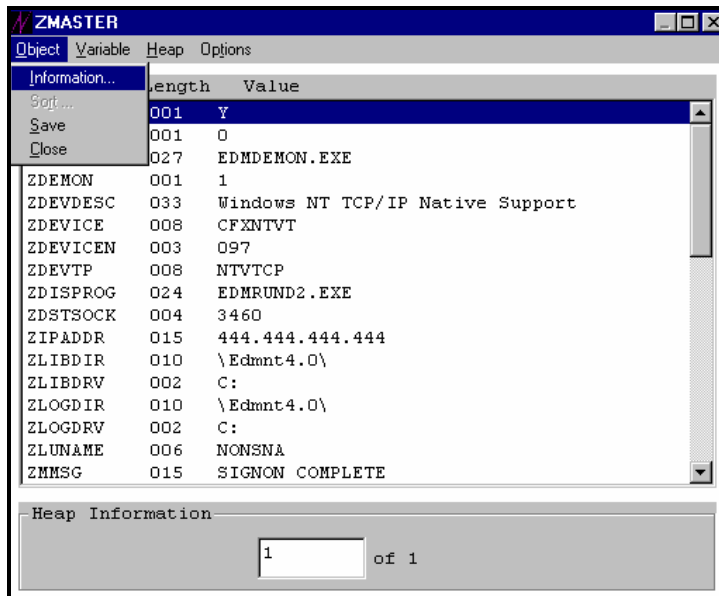 ZMASTER
Object Variable Heap Options
Information...
Length Value
Sort ...
001 Y
Save
001 0
Close
027 EDMDEMON.EXE
ZDEMON 001 1
ZDEVDESC 033 Windows NT TCP/IP Native Support
ZDEVICE 008 CFXNTVT
ZDEVICEN 003 097
ZDEVTP 008 NTVTCP
ZDISPROG 024 EDMRUND2.EXE
ZDSTSOCK 004 3460
ZIPADDR 015 444.444.444.444
ZLIBDIR 010 \Edmnt4.0\
ZLIBDRV 002 C:
ZLOGDIR 010 \Edmnt4.0\
ZLOGDRV 002 C:
ZLUNAME 006 NONSNA
ZMMSG 015 SIGNON COMPLETE
Heap Information
1 of 1